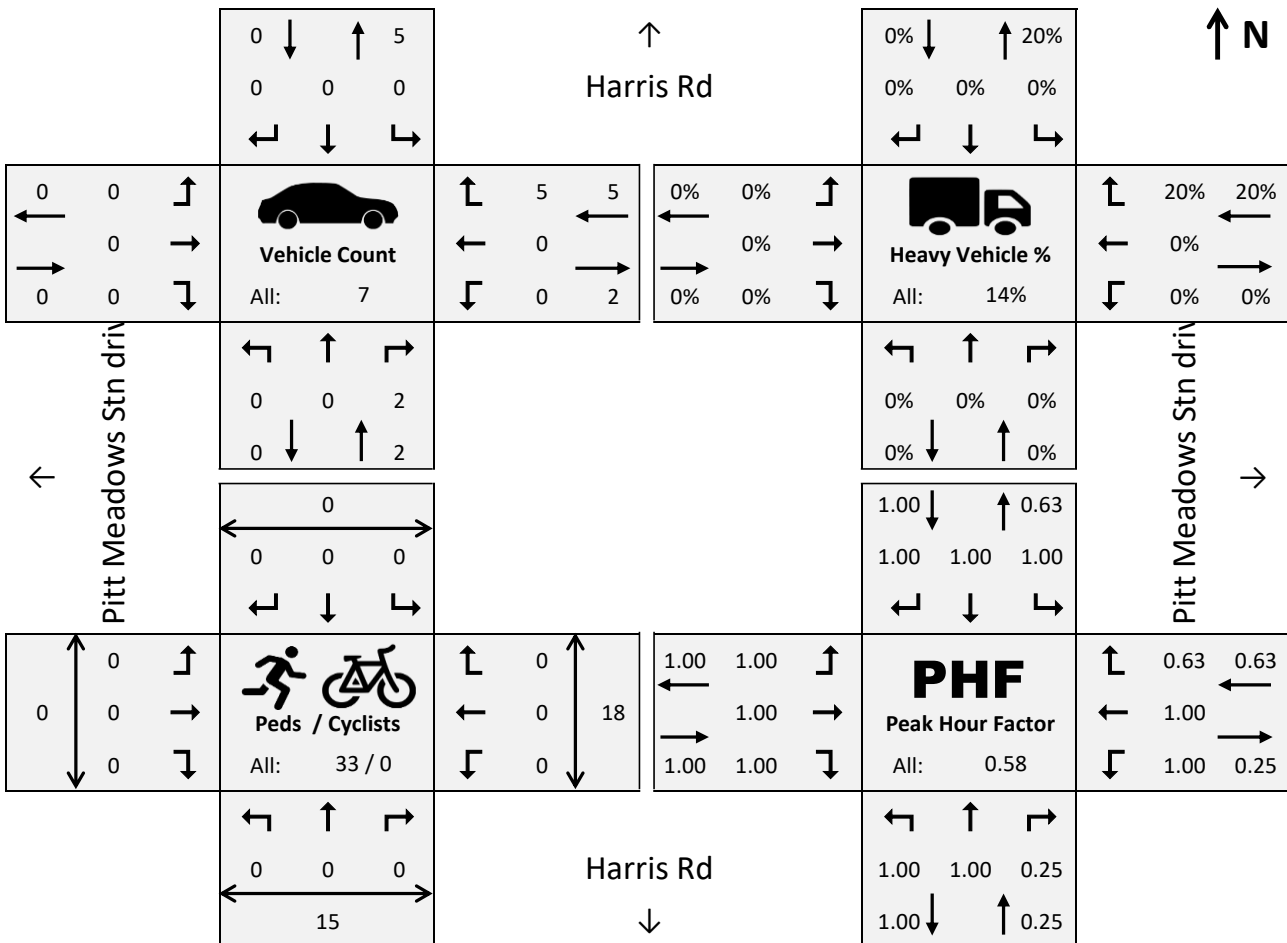 0 5
0% 20%
N
Harris Rd
0 0 0
0% 0% 0%
0 0
5 5
0% 0%
20% 20%
0
Vehicle Count
0
0%
Heavy Vehicle %
0%
0 0
All: 7
0 2
0% 0%
All: 14%
0% 0%
0 0 2
0% 0% 0%
0 2
0% 0%
Pitt Meadows Stn driv
Pitt Meadows Stn driv
0
1.00 0.63
0 0 0
1.00 1.00 1.00
0
0
1.00 1.00
PHF
0.63 0.63
0 0
Peds / Cyclists
0 18
1.00
Peak Hour Factor
1.00
0
All: 33 / 0
0
1.00 1.00
All: 0.58
1.00 0.25
0 0 0
Harris Rd
1.00 1.00 0.25
15
1.00 0.25